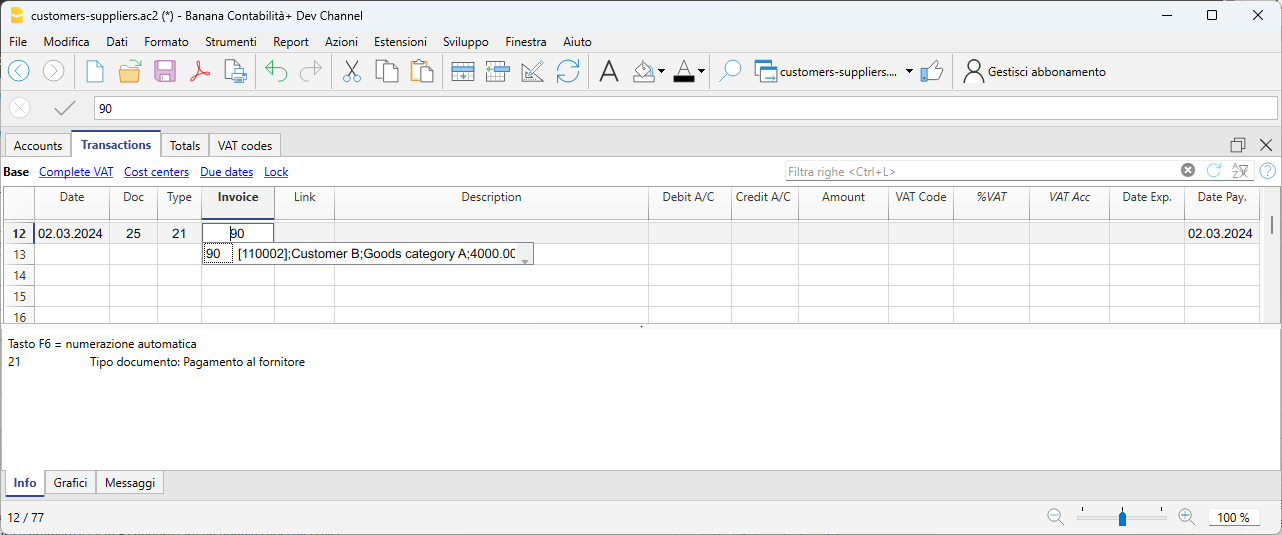 customers-suppliers.ac2 (*) - Banana Contabilità+ Dev Channel
File Modifica Dati Formato Strumenti Report Azioni Estensioni Sviluppo Finestra Aiuto
customers-suppliers.... Gestisci abbonamento
90
Accounts Transactions Totals VAT codes
Base Complete VAT Cost centers Due dates Lock Filtra righe <Ctrl+L>
Date Doc Type Invoice Link Description Debit A/C Credit A/C Amount VAT Code %VAT VAT Acc Date Exp. Date Pay.
12 02.03.2024 25 21 90 02.03.2024
13 90 [110002];Customer B;Goods category A;4000.00
14
15
16
Tasto F6 = numerazione automatica
21 Tipo documento: Pagamento al fornitore
Info Grafici Messaggi
12 / 77 100 %